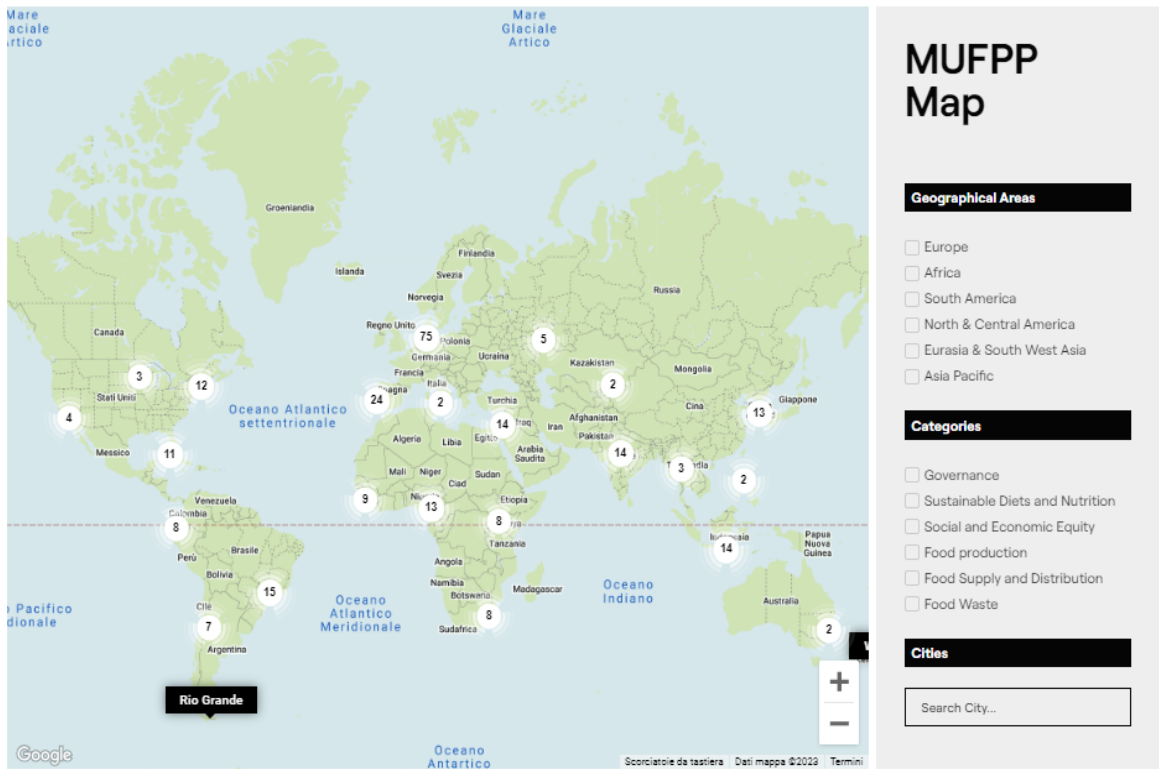 Mare
Glaciale
Artico
Mare
Glaciale
Artico
Groenlandia
Islanda
Finlandia
Svezia
Norvegia
Russia
Canada
Regno Unito
75
Polonia
5
Germania
Ucraina
Kazakistan
Mongolia
Francia
3
12
Stati Uniti
Italia
2
24
2
Turchia
Cina
Giappone
Oceano Atlantico
settentrionale
4
14
Iraq
Iran
Afghanistan
13
Algeria
Libia
Egitto
Pakistan
Messico
11
Arabia
Saudita
14
3
Mali
Niger
Sudan
Ciad
2
9
13
Etiopia
Venezuela
Colombia
8
8
Tanzania
Indonesia
14
Papua
Nuova
Guinea
Perù
Brasile
Bolivia
Angola
Namibia
Botswana
Madagascar
Oceano
Indiano
15
Oceano
Atlantico
Meridionale
Australia
Pacifico
Cile
7
Sudafrica
8
2
Argentina
Rio Grande
+
−
Google
Oceano
Antartico
Scorciatoie da tastiera
Dati mappa ©2023
Termini
MUFPP
Map
Geographical Areas
Europe
Africa
South America
North & Central America
Eurasia & South West Asia
Asia Pacific
Categories
Governance
Sustainable Diets and Nutrition
Social and Economic Equity
Food production
Food Supply and Distribution
Food Waste
Cities
Search City...